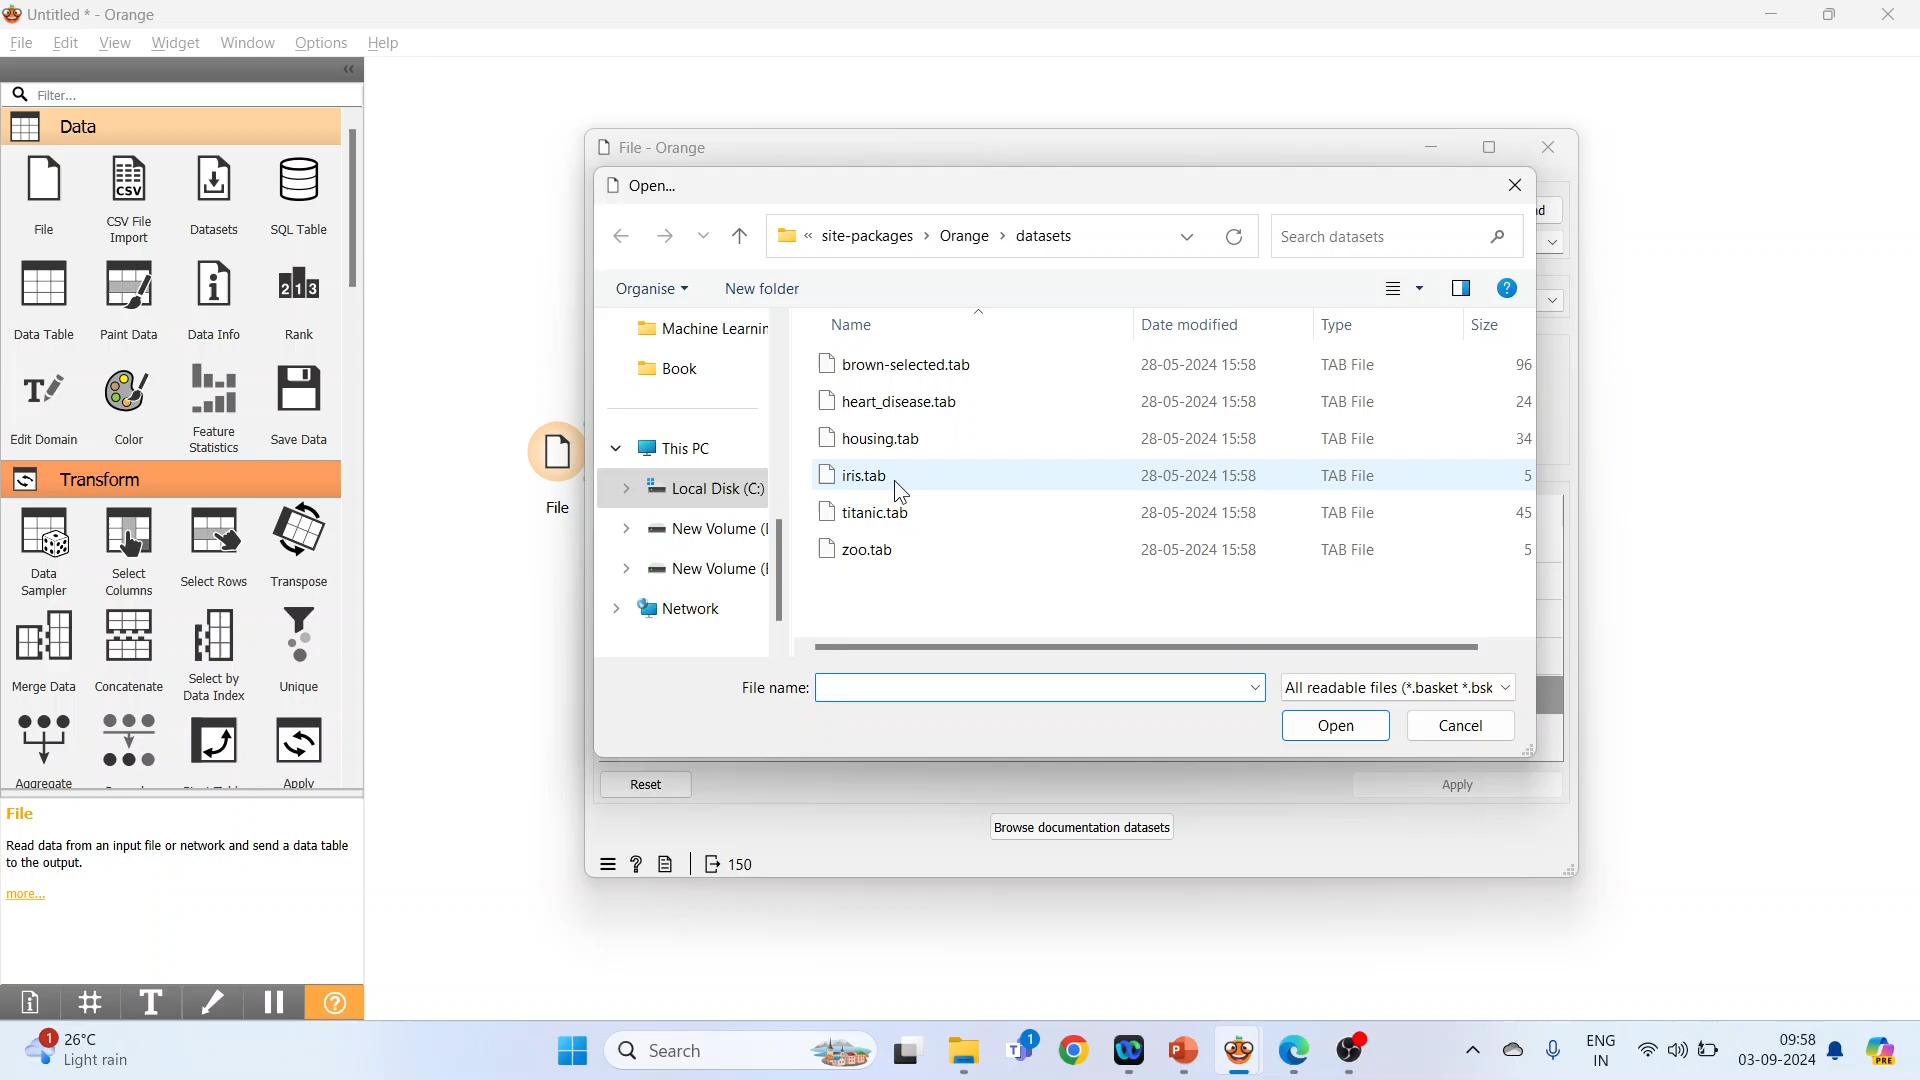 Untitled * - Orange
File Edit View Widget Window Options Help
Filter...
Data
File
CSV File Import
Datasets
SQL Table
Data Table
Paint Data
Data Info
Rank
Edit Domain
Color
Feature Statistics
Save Data
Transform
Data Sampler
Select Columns
Select Rows
Transpose
Merge Data
Concatenate
Select by Data Index
Unique
Aggregate
Apply
File
Read data from an input file or network and send a data table
to the output.
more...
File
File - Orange
Open...
« site-packages › Orange › datasets
Search datasets
Organise
New folder
Machine Learnin
Book
This PC
Local Disk (C:)
New Volume (
New Volume (
Network
Name Date modified Type Size
brown-selected.tab 28-05-2024 15:58 TAB File 96
heart_disease.tab 28-05-2024 15:58 TAB File 24
housing.tab 28-05-2024 15:58 TAB File 34
iris.tab 28-05-2024 15:58 TAB File 5
titanic.tab 28-05-2024 15:58 TAB File 45
zoo.tab 28-05-2024 15:58 TAB File 5
File name:
All readable files (*.basket *.bsk
Open
Cancel
Reset
Apply
Browse documentation datasets
150
1
26°C
Light rain
Search
1
ENG
IN
09:58
03-09-2024
PRE